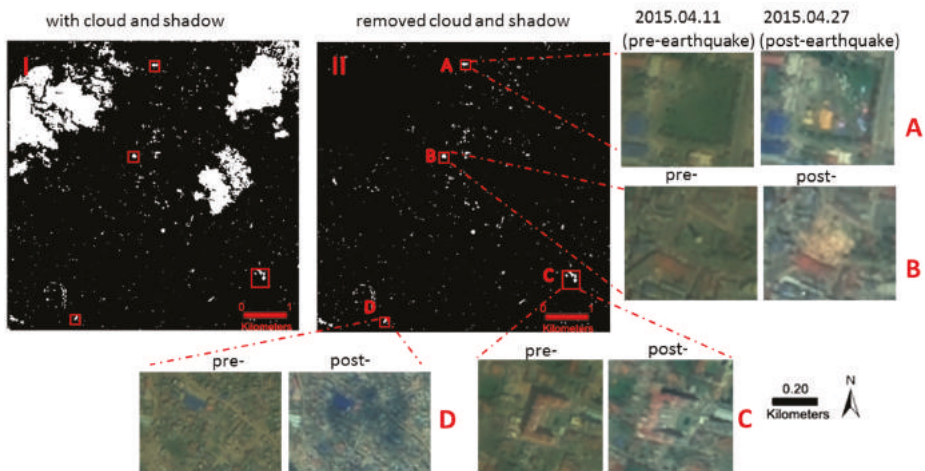 with cloud and shadow
removed cloud and shadow
2015.04.11
(pre-earthquake)
2015.04.27
(post-earthquake)
I
II
A
A
B
pre-
post-
B
C
D
0
1
Kilometers
0
1
Kilometers
pre-
post-
D
pre-
post-
C
0.20
Kilometers
N